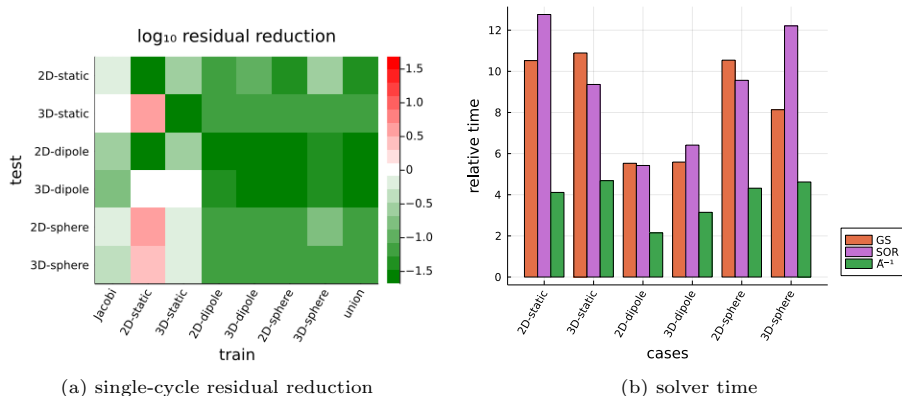 log₁₀ residual reduction
test
2D-static
3D-static
2D-dipole
3D-dipole
2D-sphere
3D-sphere
Jacobi
2D-static
3D-static
2D-dipole
3D-dipole
2D-sphere
3D-sphere
union
train
1.5
1.0
0.5
0
−0.5
−1.0
−1.5
(a) single-cycle residual reduction
relative time
12
10
8
6
4
2
0
2D-static
3D-static
2D-dipole
3D-dipole
2D-sphere
3D-sphere
cases
GS
SOR
Ã⁻¹
(b) solver time